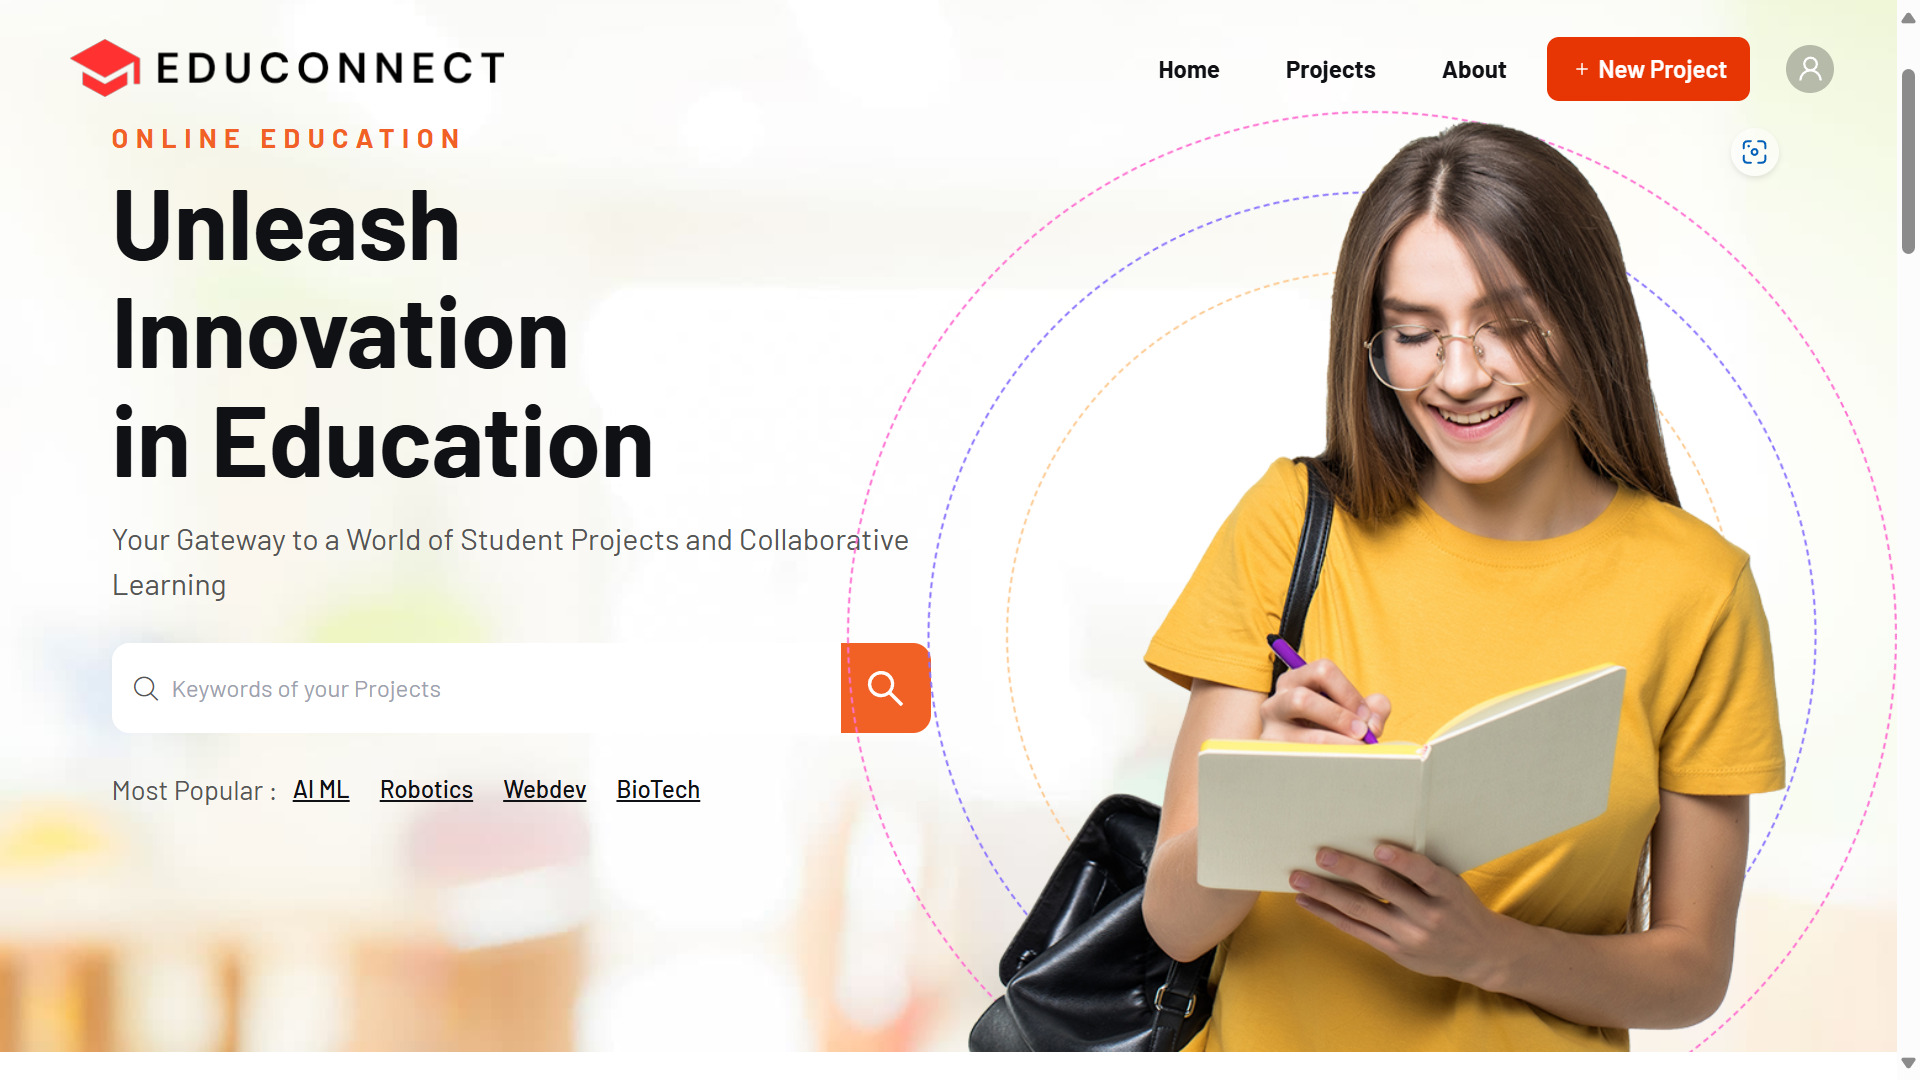 EDUCONNECT
Home
Projects
About
+ New Project
ONLINE EDUCATION
Unleash
Innovation
in Education
Your Gateway to a World of Student Projects and Collaborative
Learning
Keywords of your Projects
Most Popular : AI ML Robotics Webdev BioTech